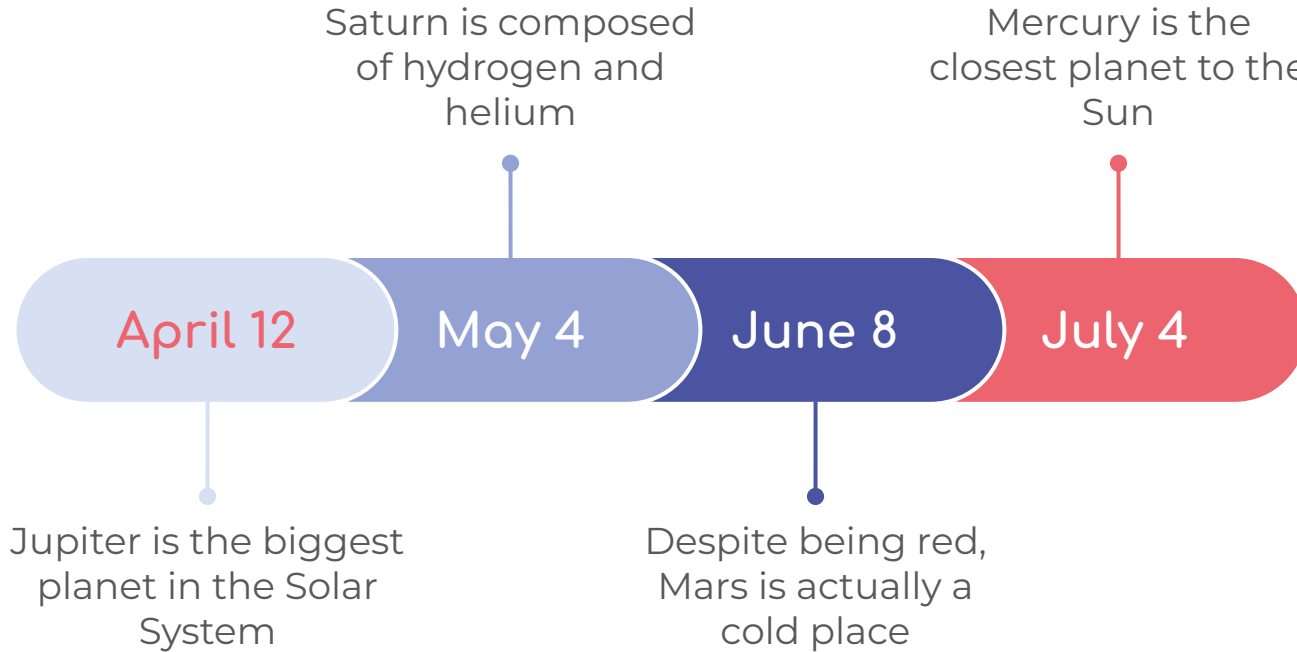 Saturn is composed
of hydrogen and
helium
Mercury is the
closest planet to the
Sun
April 12
May 4
June 8
July 4
Jupiter is the biggest
planet in the Solar
System
Despite being red,
Mars is actually a
cold place